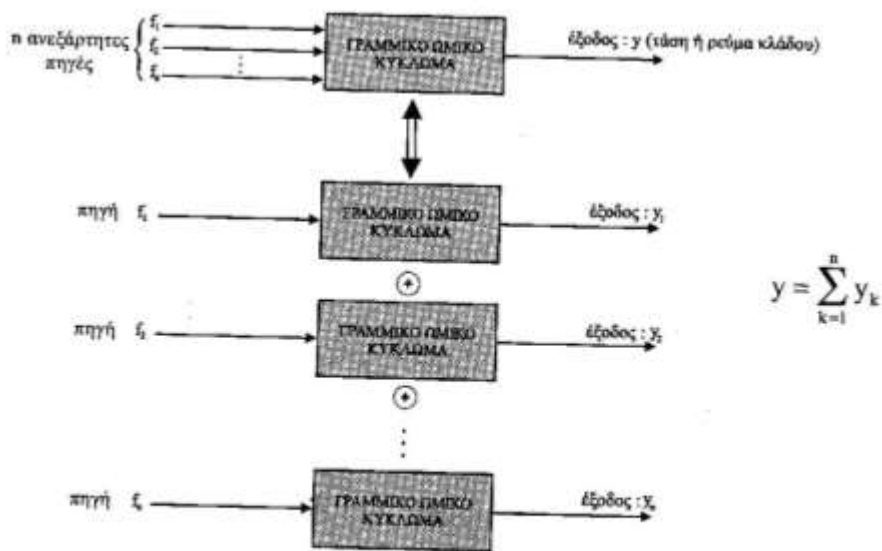 n ανεξάρτητες
πηγές
f₁
f₂
⋮
fₙ
ΓΡΑΜΜΙΚΟ ΩΜΙΚΟ
ΚΥΚΛΩΜΑ
έξοδος : y (τάση ή ρεύμα κλάδου)
πηγή f₁
ΓΡΑΜΜΙΚΟ ΩΜΙΚΟ
ΚΥΚΛΩΜΑ
έξοδος : y₁
+
πηγή f₂
ΓΡΑΜΜΙΚΟ ΩΜΙΚΟ
ΚΥΚΛΩΜΑ
έξοδος : y₂
+
⋮
πηγή fₙ
ΓΡΑΜΜΙΚΟ ΩΜΙΚΟ
ΚΥΚΛΩΜΑ
έξοδος : yₙ
y = ∑ₖ₌₁ⁿ yₖ